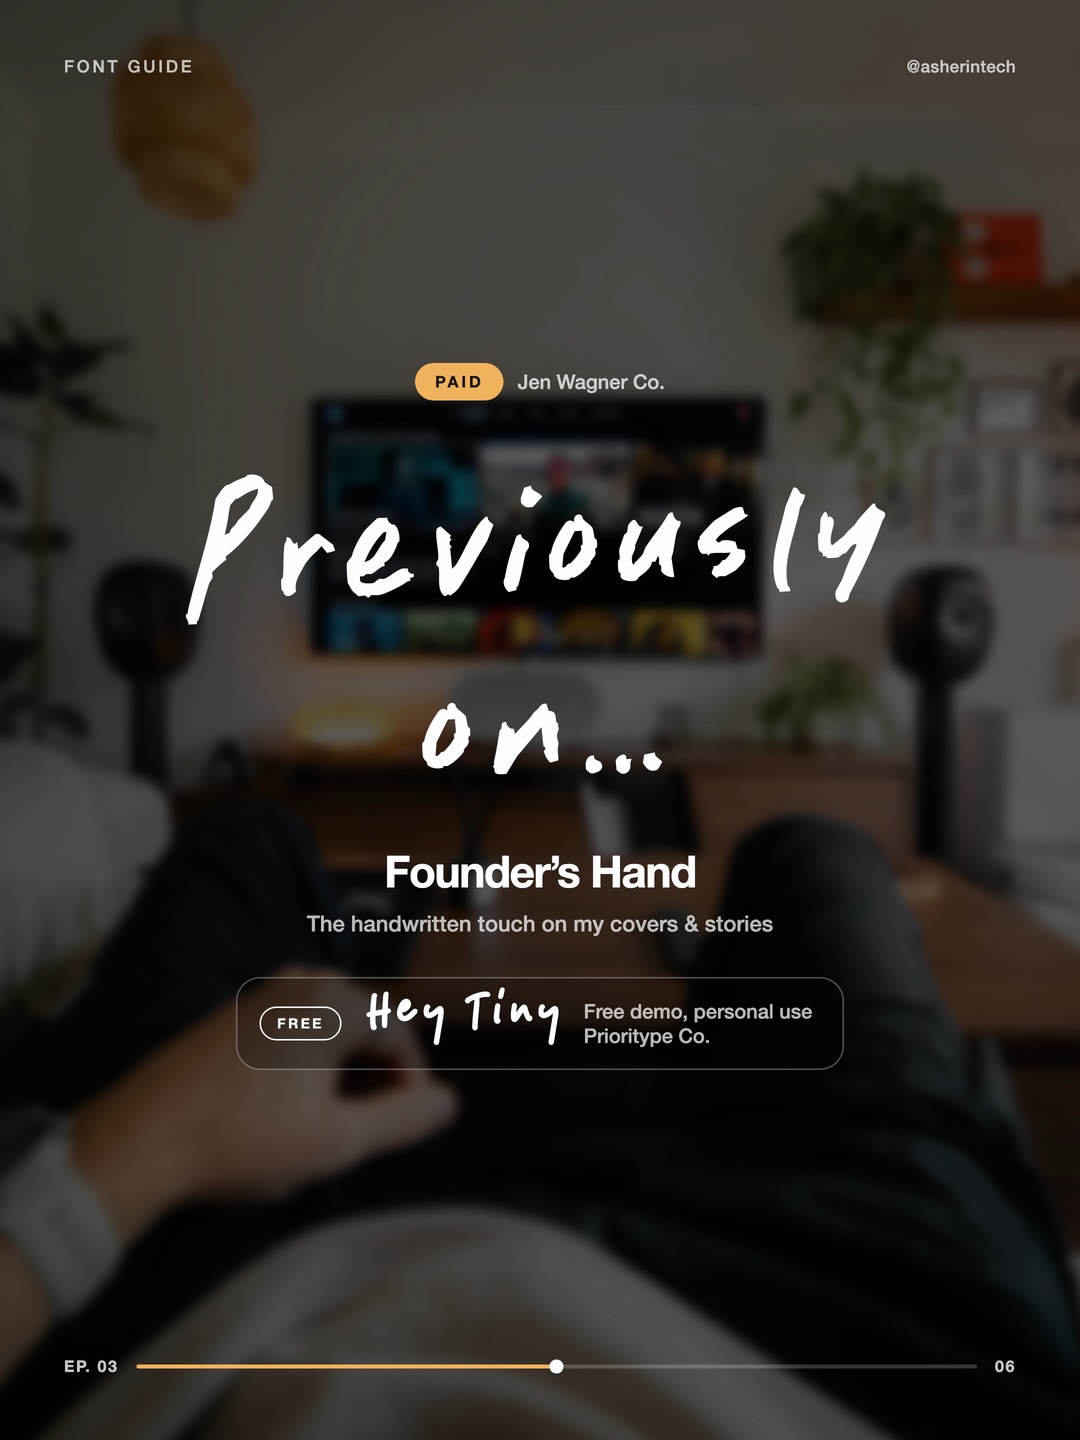 FONT GUIDE
@asherintech
PAID
Jen Wagner Co.
Previously
on...
Founder’s Hand
The handwritten touch on my covers & stories
FREE
Hey Tiny
Free demo, personal use
Prioritype Co.
EP. 03
06